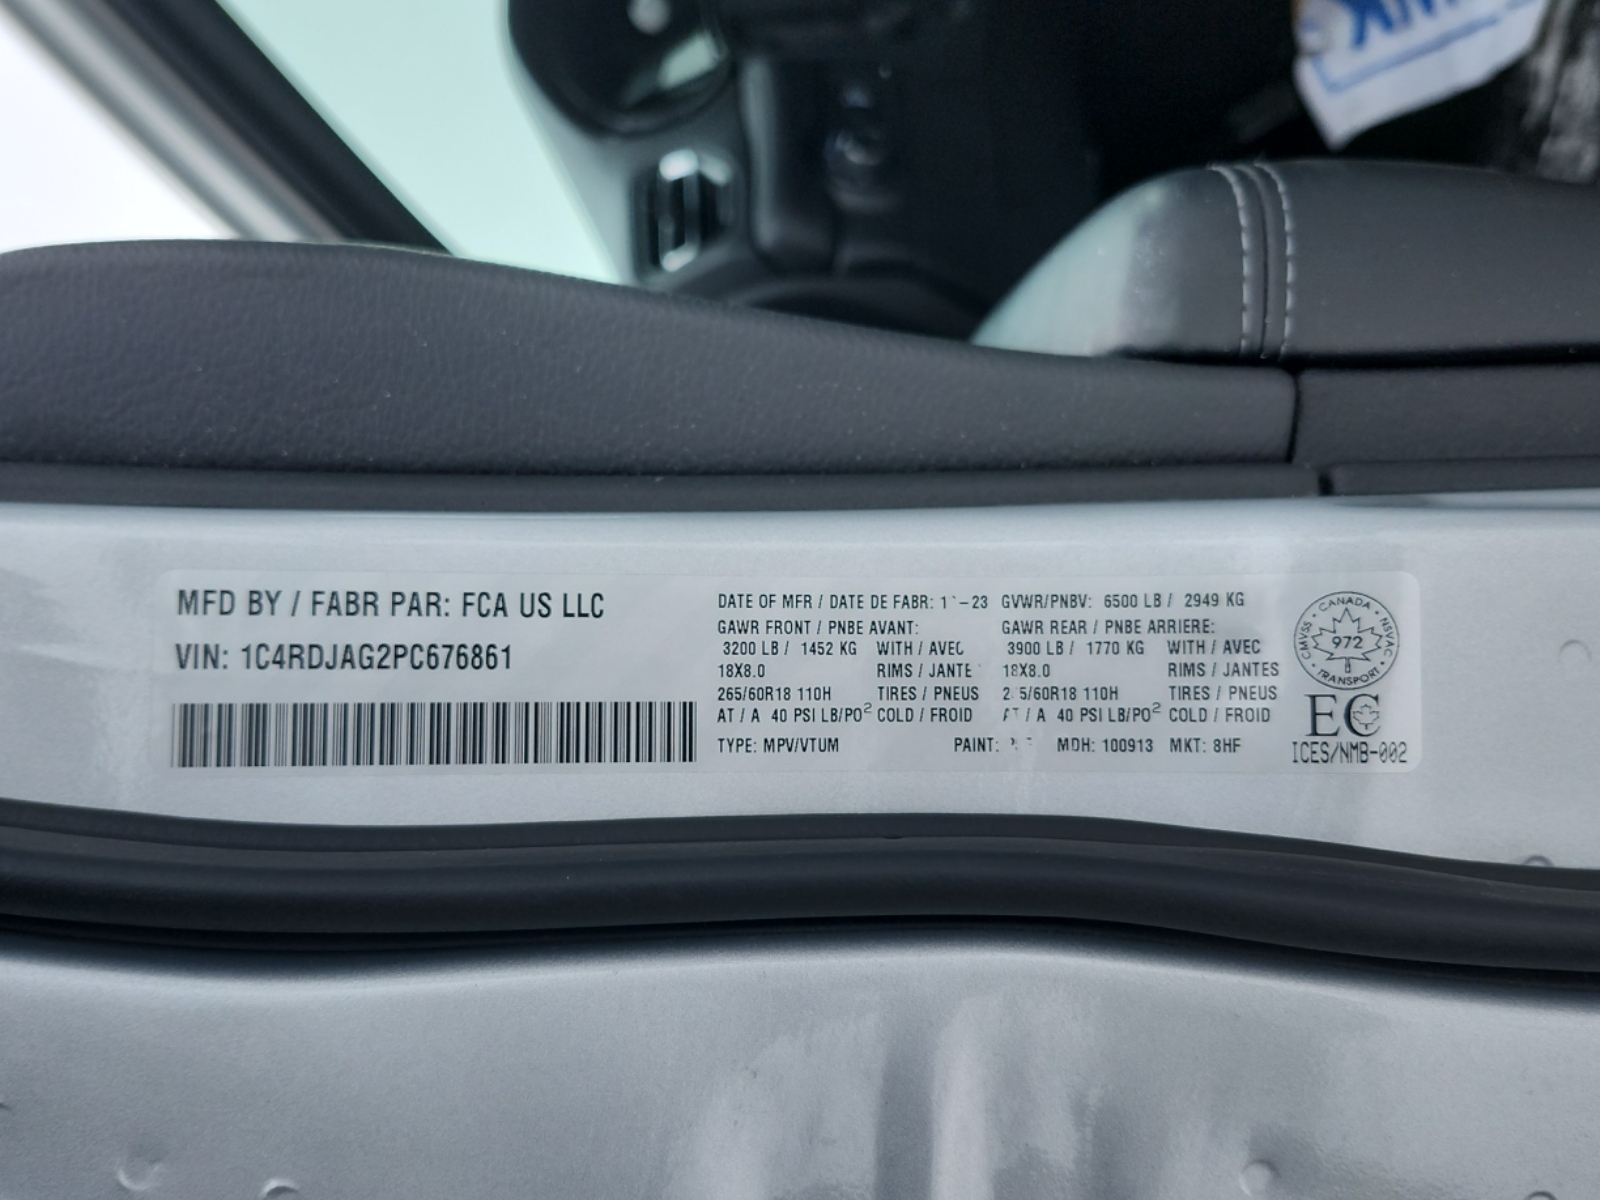 MFD BY / FABR PAR: FCA US LLC
VIN: 1C4RDJAG2PC676861
DATE OF MFR / DATE DE FABR:
GVWR/PNBV: 6500 LB / 2949 KG
GAWR FRONT / PNBE AVANT:
3200 LB / 1452 KG WITH / AVEC
18X8.0 RIMS /
265/60R18 110H TIRES / PNEUS
AT / A 40 PSI LB/PO² COLD / FROID
GAWR REAR / PNBE ARRIERE:
3900 LB / 1770 KG WITH / AVEC
18X8.0 RIMS / JANTES
110H TIRES / PNEUS
/ A 40 PSI LB/PO² COLD / FROID
TYPE: MPV/VTUM PAINT: MDH: 100913 MKT: 8HF
CANADA
CMVSS 972 NSVAC
TRANSPORT
EC
ICES/NMB-002